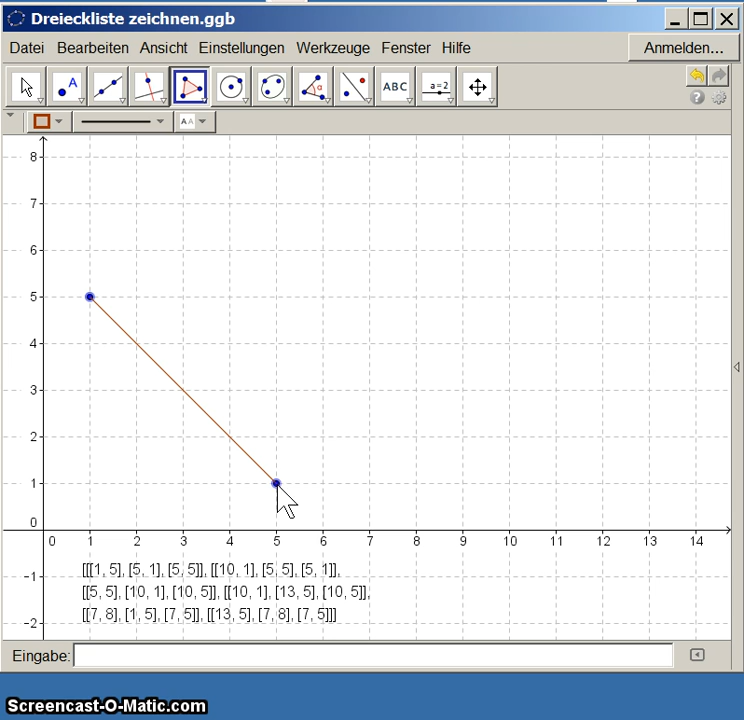 Dreieckliste zeichnen.ggb
Datei Bearbeiten Ansicht Einstellungen Werkzeuge Fenster Hilfe Anmelden...
A α ABC a=2
A A
8
7
6
5
4
3
2
1
0
0 1 2 3 4 5 6 7 8 9 10 11 12 13 14
-1
[[[1, 5], [5, 1], [5, 5]], [[10, 1], [5, 5], [5, 1]],
[[5, 5], [10, 1], [10, 5]], [[10, 1], [13, 5], [10, 5]],
[[7, 8], [1, 5], [7, 5]], [[13, 5], [7, 8], [7, 5]]]
-2
Eingabe:
Screencast-O-Matic.com